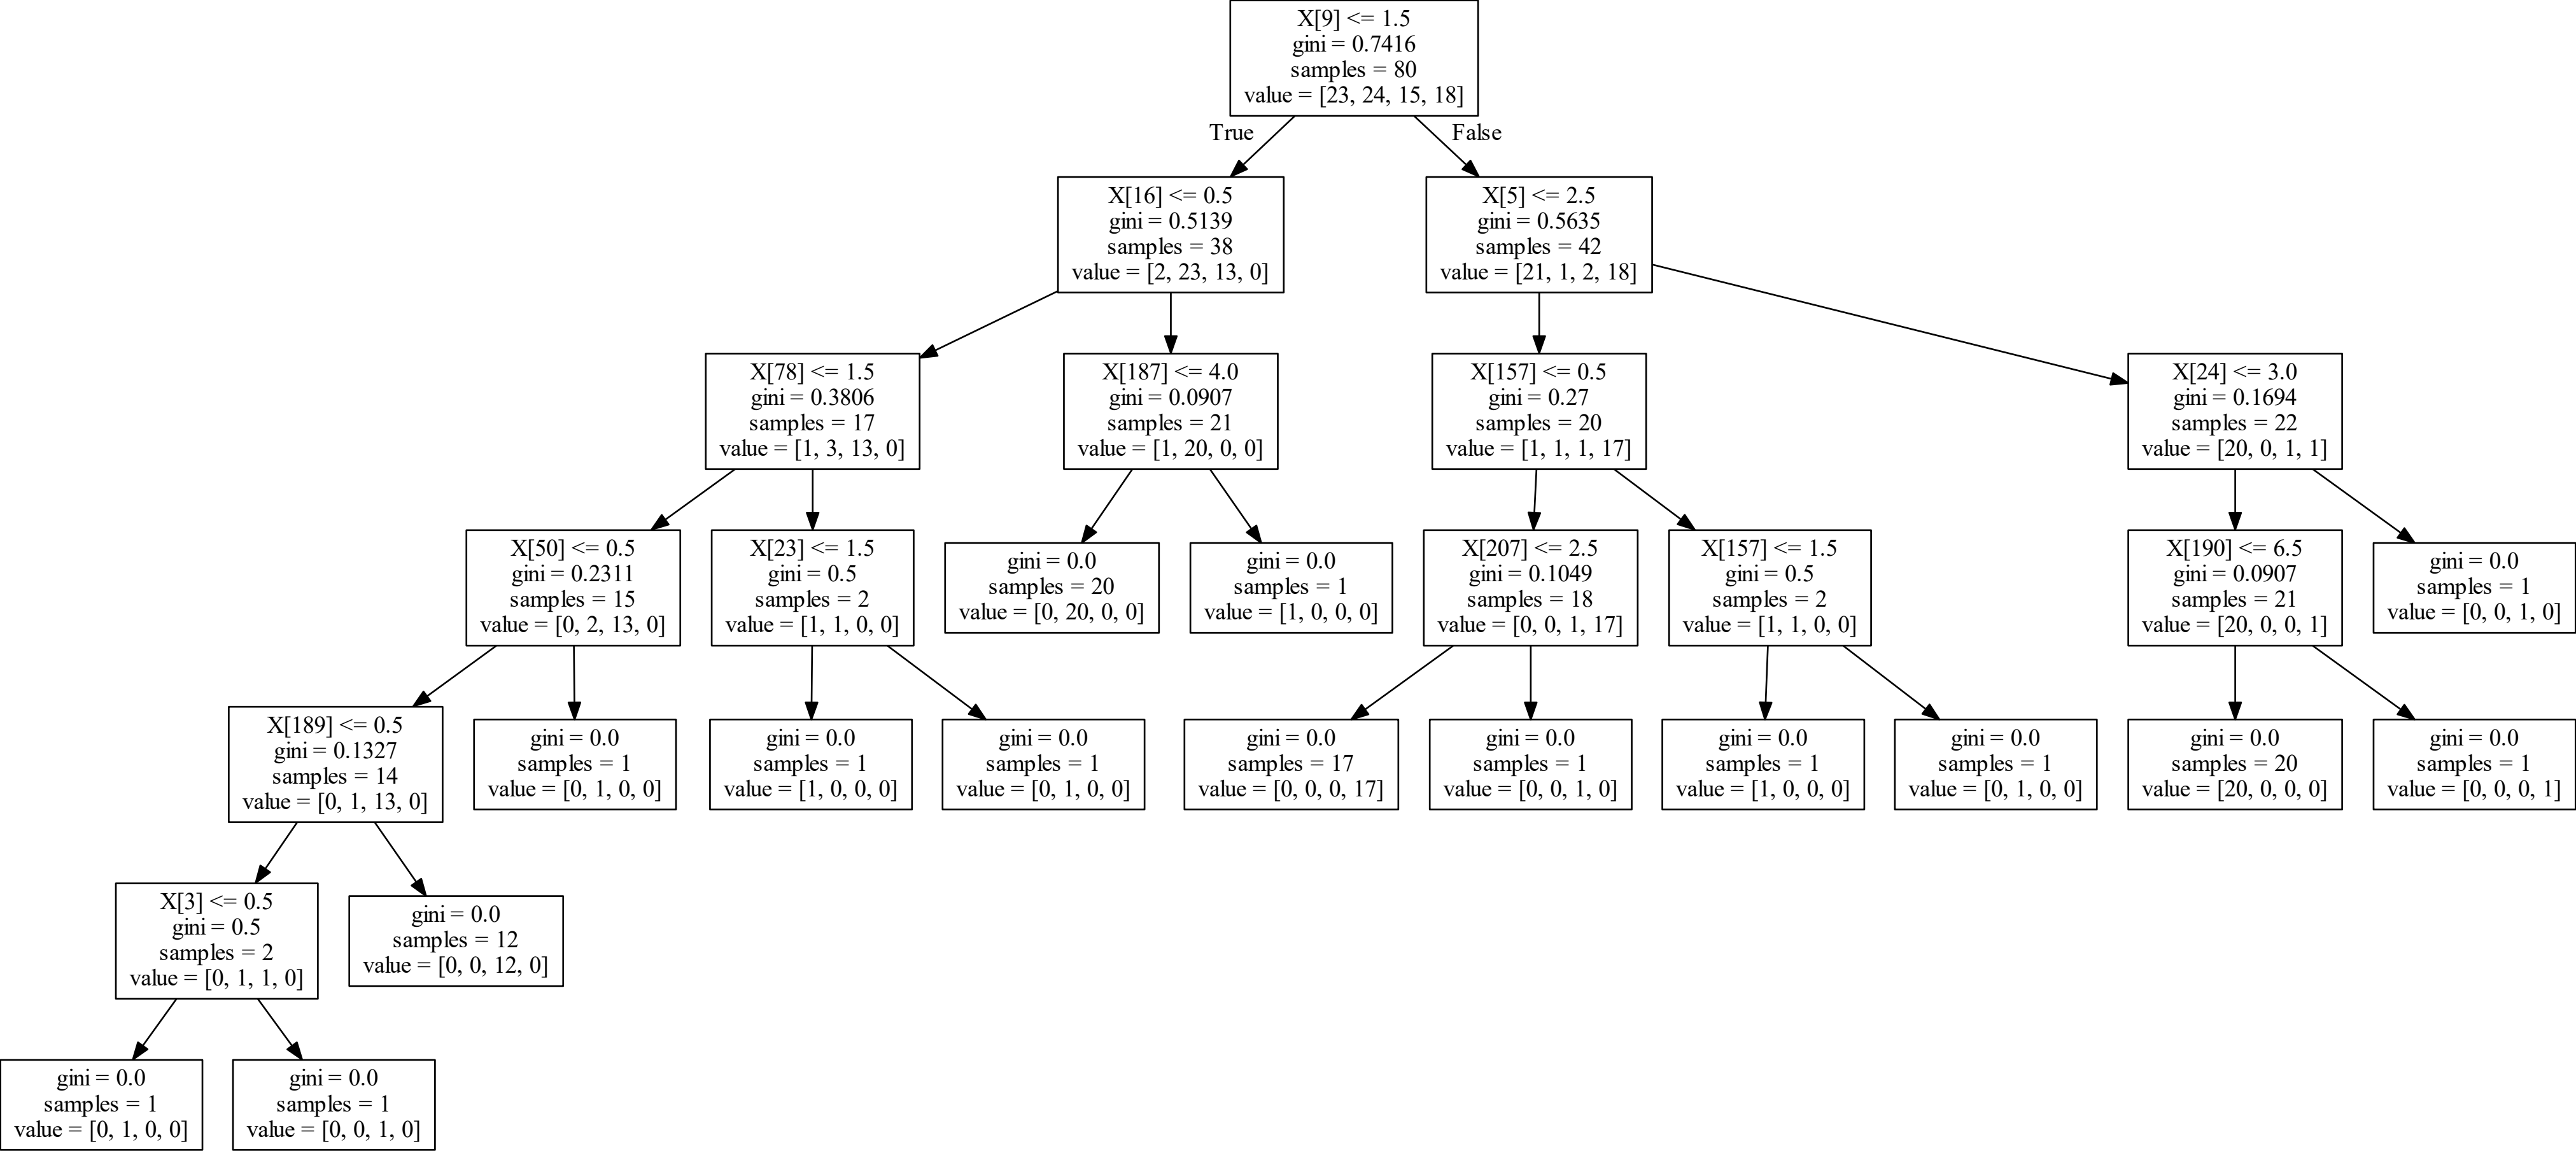 X[9] <= 1.5
gini = 0.7416
samples = 80
value = [23, 24, 15, 18]
True
False
X[16] <= 0.5
gini = 0.5139
samples = 38
value = [2, 23, 13, 0]
X[5] <= 2.5
gini = 0.5635
samples = 42
value = [21, 1, 2, 18]
X[78] <= 1.5
gini = 0.3806
samples = 17
value = [1, 3, 13, 0]
X[187] <= 4.0
gini = 0.0907
samples = 21
value = [1, 20, 0, 0]
X[157] <= 0.5
gini = 0.27
samples = 20
value = [1, 1, 1, 17]
X[24] <= 3.0
gini = 0.1694
samples = 22
value = [20, 0, 1, 1]
X[50] <= 0.5
gini = 0.2311
samples = 15
value = [0, 2, 13, 0]
X[23] <= 1.5
gini = 0.5
samples = 2
value = [1, 1, 0, 0]
gini = 0.0
samples = 20
value = [0, 20, 0, 0]
gini = 0.0
samples = 1
value = [1, 0, 0, 0]
X[207] <= 2.5
gini = 0.1049
samples = 18
value = [0, 0, 1, 17]
X[157] <= 1.5
gini = 0.5
samples = 2
value = [1, 1, 0, 0]
X[190] <= 6.5
gini = 0.0907
samples = 21
value = [20, 0, 0, 1]
gini = 0.0
samples = 1
value = [0, 0, 1, 0]
X[189] <= 0.5
gini = 0.1327
samples = 14
value = [0, 1, 13, 0]
gini = 0.0
samples = 1
value = [0, 1, 0, 0]
gini = 0.0
samples = 1
value = [1, 0, 0, 0]
gini = 0.0
samples = 1
value = [0, 1, 0, 0]
gini = 0.0
samples = 17
value = [0, 0, 0, 17]
gini = 0.0
samples = 1
value = [0, 0, 1, 0]
gini = 0.0
samples = 1
value = [1, 0, 0, 0]
gini = 0.0
samples = 1
value = [0, 1, 0, 0]
gini = 0.0
samples = 20
value = [20, 0, 0, 0]
gini = 0.0
samples = 1
value = [0, 0, 0, 1]
X[3] <= 0.5
gini = 0.5
samples = 2
value = [0, 1, 1, 0]
gini = 0.0
samples = 12
value = [0, 0, 12, 0]
gini = 0.0
samples = 1
value = [0, 1, 0, 0]
gini = 0.0
samples = 1
value = [0, 0, 1, 0]